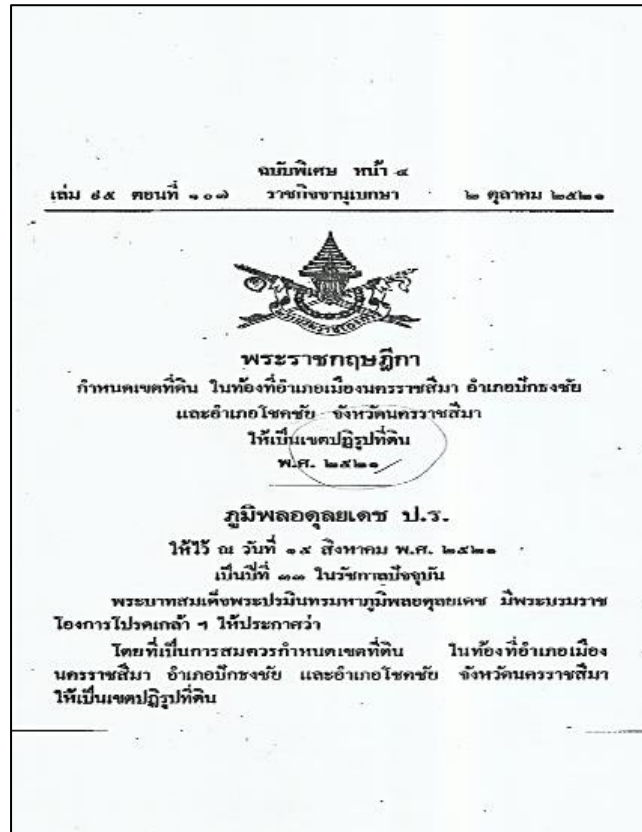 ฉบับพิเศษ หน้า ๔
เล่ม ๙๕ ตอนที่ ๑๐๗ ราชกิจจานุเบกษา ๒ ตุลาคม ๒๕๒๑
พระราชกฤษฎีกา
กำหนดเขตที่ดิน ในท้องที่อำเภอเมืองนครราชสีมา อำเภอปักธงชัย
และอำเภอโชคชัย จังหวัดนครราชสีมา
ให้เป็นเขตปฏิรูปที่ดิน
พ.ศ. ๒๕๒๑
ภูมิพลอดุลยเดช ป.ร.
ให้ไว้ ณ วันที่ ๑๙ สิงหาคม พ.ศ. ๒๕๒๑
เป็นปีที่ ๓๓ ในรัชกาลปัจจุบัน
พระบาทสมเด็จพระปรมินทรมหาภูมิพลอดุลยเดช มีพระบรมราช
โองการโปรดเกล้า ฯ ให้ประกาศว่า
โดยที่เป็นการสมควรกำหนดเขตที่ดิน ในท้องที่อำเภอเมือง
นครราชสีมา อำเภอปักธงชัย และอำเภอโชคชัย จังหวัดนครราชสีมา
ให้เป็นเขตปฏิรูปที่ดิน